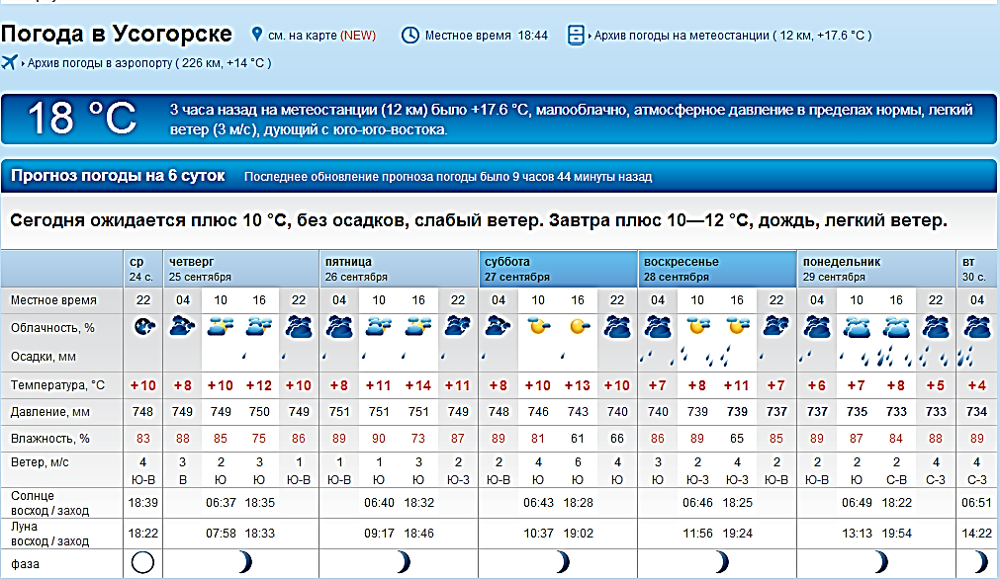 Погода в Усогорске см. на карте (NEW) Местное время 18:44 Архив погоды на метеостанции ( 12 км, +17.6 °C )
Архив погоды в аэропорту ( 226 км, +14 °C )
18 °C
3 часа назад на метеостанции (12 км) было +17.6 °C, малооблачно, атмосферное давление в пределах нормы, легкий
ветер (3 м/с), дующий с юго-юго-востока.
Прогноз погоды на 6 суток Последнее обновление прогноза погоды было 9 часов 44 минуты назад
Сегодня ожидается плюс 10 °C, без осадков, слабый ветер. Завтра плюс 10—12 °C, дождь, легкий ветер.
ср четверг пятница суббота воскресенье понедельник вт
24 с. 25 сентября 26 сентября 27 сентября 28 сентября 29 сентября 30 с.
Местное время 22 04 10 16 22 04 10 16 22 04 10 16 22 04 10 16 22 04 10 16 22 04
Облачность, %
Осадки, мм
Температура, °C +10 +8 +10 +12 +10 +8 +11 +14 +11 +8 +10 +13 +10 +7 +8 +11 +7 +6 +7 +8 +5 +4
Давление, мм 748 749 749 750 749 751 751 751 749 748 746 743 740 740 739 739 737 737 735 733 733 734
Влажность, % 83 88 85 75 86 89 90 73 87 89 81 61 66 86 89 65 85 89 87 84 88 89
Ветер, м/с 4 3 2 3 1 1 1 3 2 2 4 6 4 3 2 4 2 2 2 2 4 4
Ю-В В Ю Ю Ю-В Ю-В Ю Ю Ю-З Ю-В Ю Ю Ю Ю Ю-З Ю-З Ю-В Ю-В Ю С-В С-З С-З
Солнце
восход / заход 18:39 06:37 18:35 06:40 18:32 06:43 18:28 06:46 18:25 06:49 18:22 06:51
Луна
восход / заход 18:22 07:58 18:33 09:17 18:46 10:37 19:02 11:56 19:24 13:13 19:54 14:22
фаза